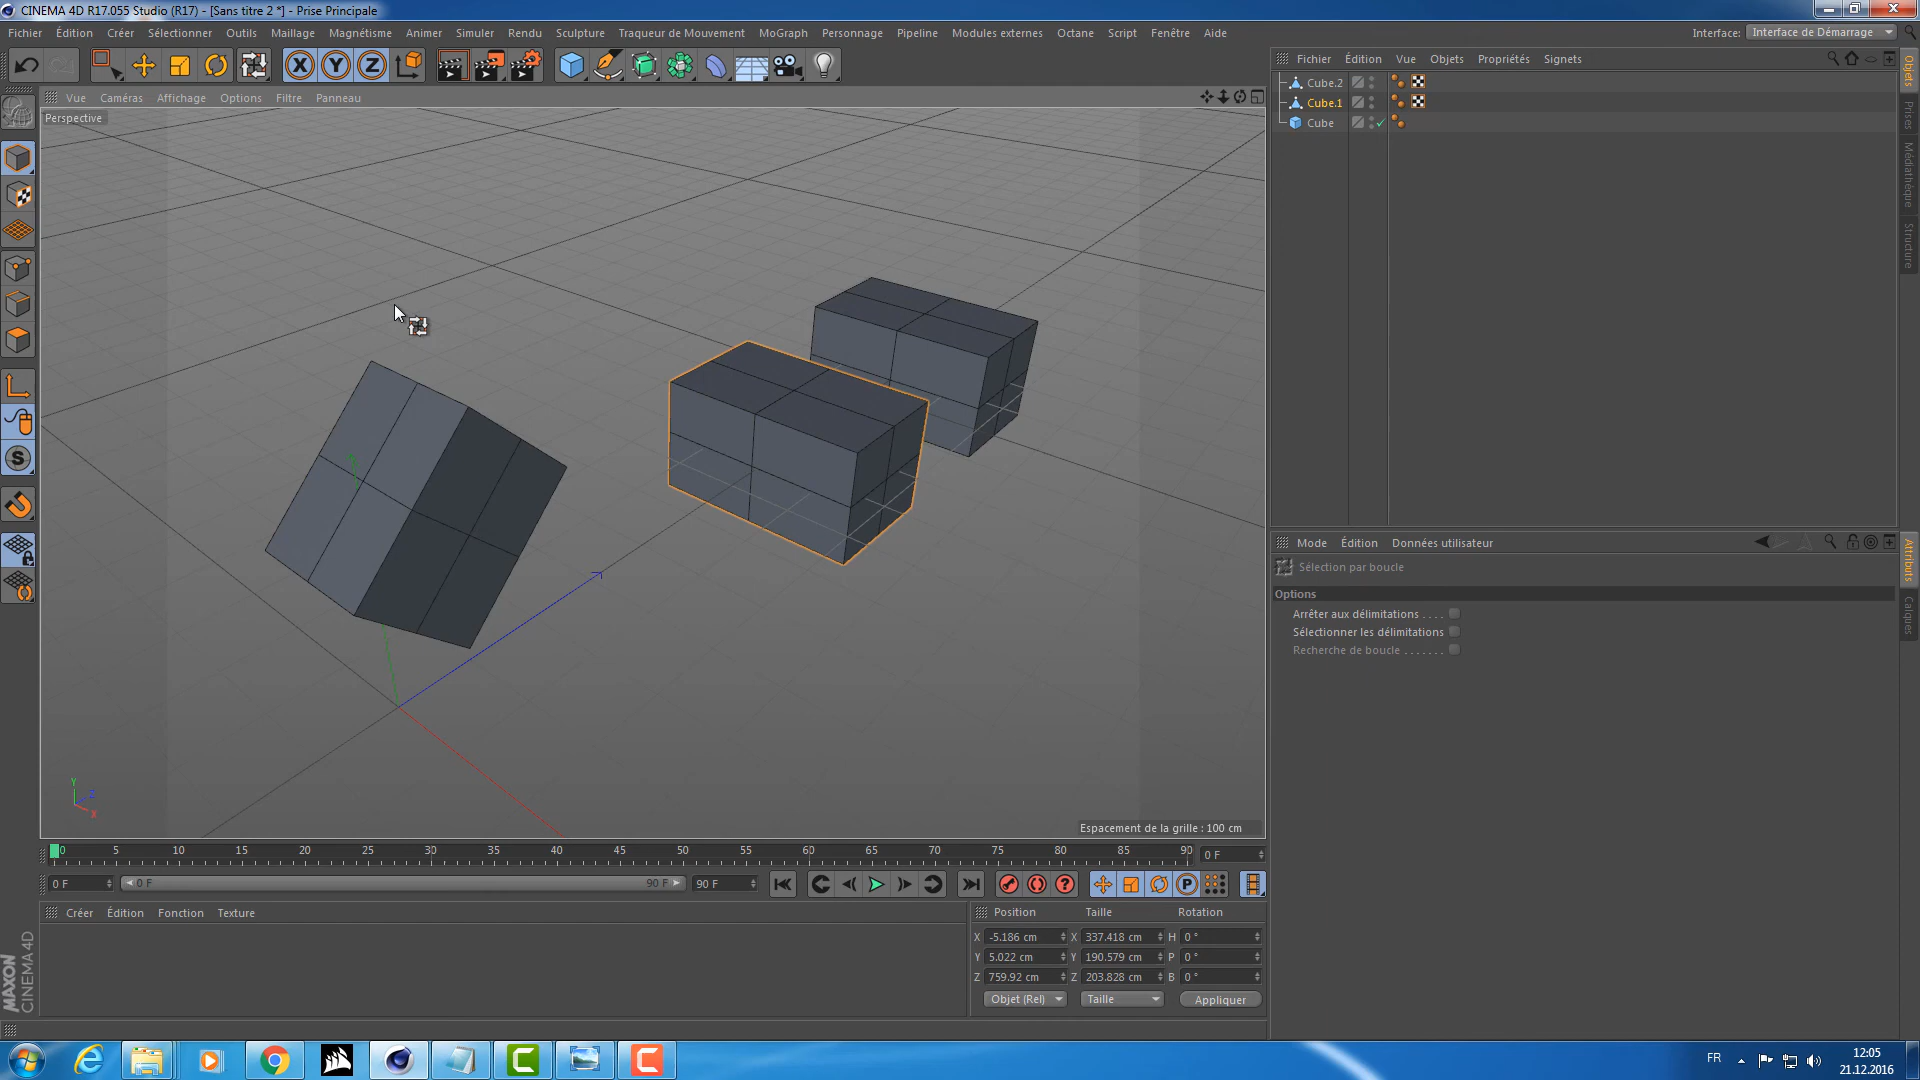 CINEMA 4D R17.055 Studio (R17) - [Sans titre 2 *] - Prise Principale
Fichier Édition Créer Sélectionner Outils Maillage Magnétisme Animer Simuler Rendu Sculpture Traqueur de Mouvement MoGraph Personnage Pipeline Modules externes Octane Script Fenêtre Aide
Interface: Interface de Démarrage
X Y Z
Fichier Édition Vue Objets Propriétés Signets
Vue Caméras Affichage Options Filtre Panneau
Perspective
Cube.2
Cube.1
Cube
Objets
Prises
Médiathèque
Structure
S
Mode Édition Données utilisateur
Sélection par boucle
Options
Arrêter aux délimitations . . . .
Sélectionner les délimitations
Recherche de boucle . . . . . . .
Attributs
Calques
Y
Z
X
Espacement de la grille : 100 cm
0 5 10 15 20 25 30 35 40 45 50 55 60 65 70 75 80 85 90
0 F
0 F 0 F 90 F 90 F
? P
Créer Édition Fonction Texture
Position Taille Rotation
X -5.186 cm X 337.418 cm H 0 °
Y 5.022 cm Y 190.579 cm P 0 °
Z 759.92 cm Z 203.828 cm B 0 °
Objet (Rel) Taille Appliquer
MAXON
CINEMA 4D
FR
12:05
21.12.2016